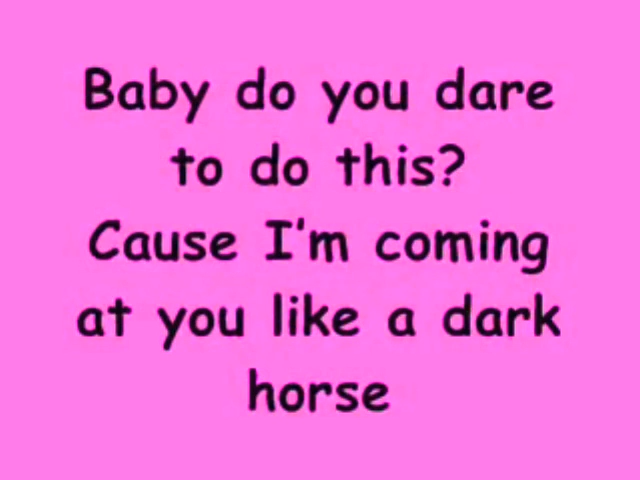 Baby do you dare
to do this?
Cause I'm coming
at you like a dark
horse